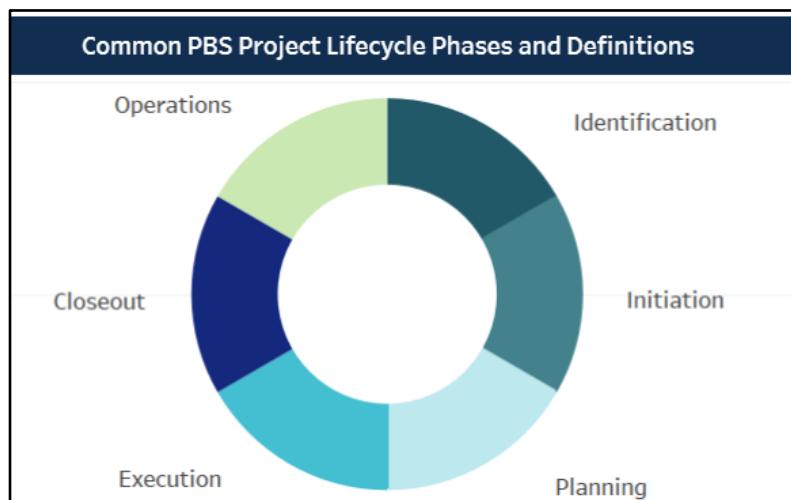 Common PBS Project Lifecycle Phases and Definitions
Operations
Identification
Closeout
Initiation
Execution
Planning